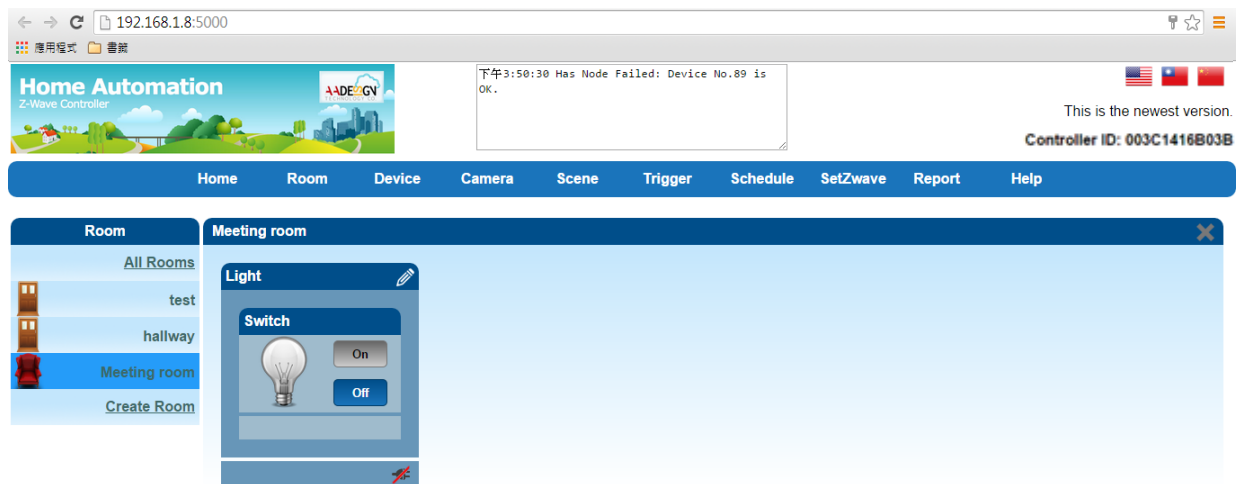 192.168.1.8:5000
應用程式 書籤
Home Automation
Z-Wave Controller
AADESGV
TECHNOLOGY CO.
下午3:50:30 Has Node Failed: Device No.89 is
OK.
This is the newest version.
Controller ID: 003C1416B03B
Home Room Device Camera Scene Trigger Schedule SetZwave Report Help
Room
All Rooms
test
hallway
Meeting room
Create Room
Meeting room
Light
Switch
On
Off